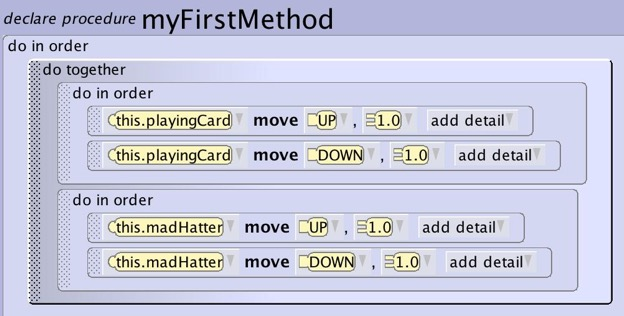 declare procedure myFirstMethod
do in order
do together
do in order
this.playingCard move UP , 1.0 add detail
this.playingCard move DOWN , 1.0 add detail
do in order
this.madHatter move UP , 1.0 add detail
this.madHatter move DOWN , 1.0 add detail